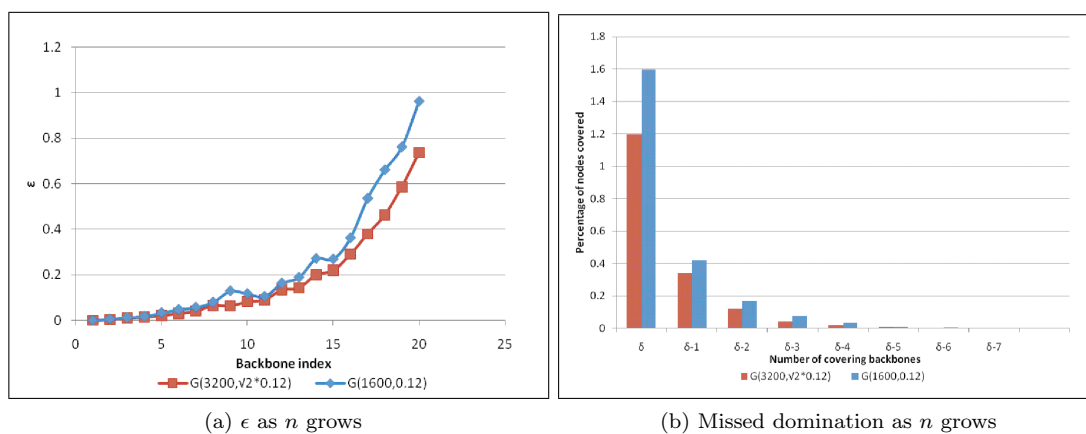 1.2
1
0.8
0.6
0.4
0.2
0
ε
0 5 10 15 20 25
Backbone index
G(3200,√2*0.12) G(1600,0.12)
(a) ϵ as n grows
1.8
1.6
1.4
1.2
1
0.8
0.6
0.4
0.2
0
Percentage of nodes covered
δ δ-1 δ-2 δ-3 δ-4 δ-5 δ-6 δ-7
Number of covering backbones
G(3200,√2*0.12) G(1600,0.12)
(b) Missed domination as n grows